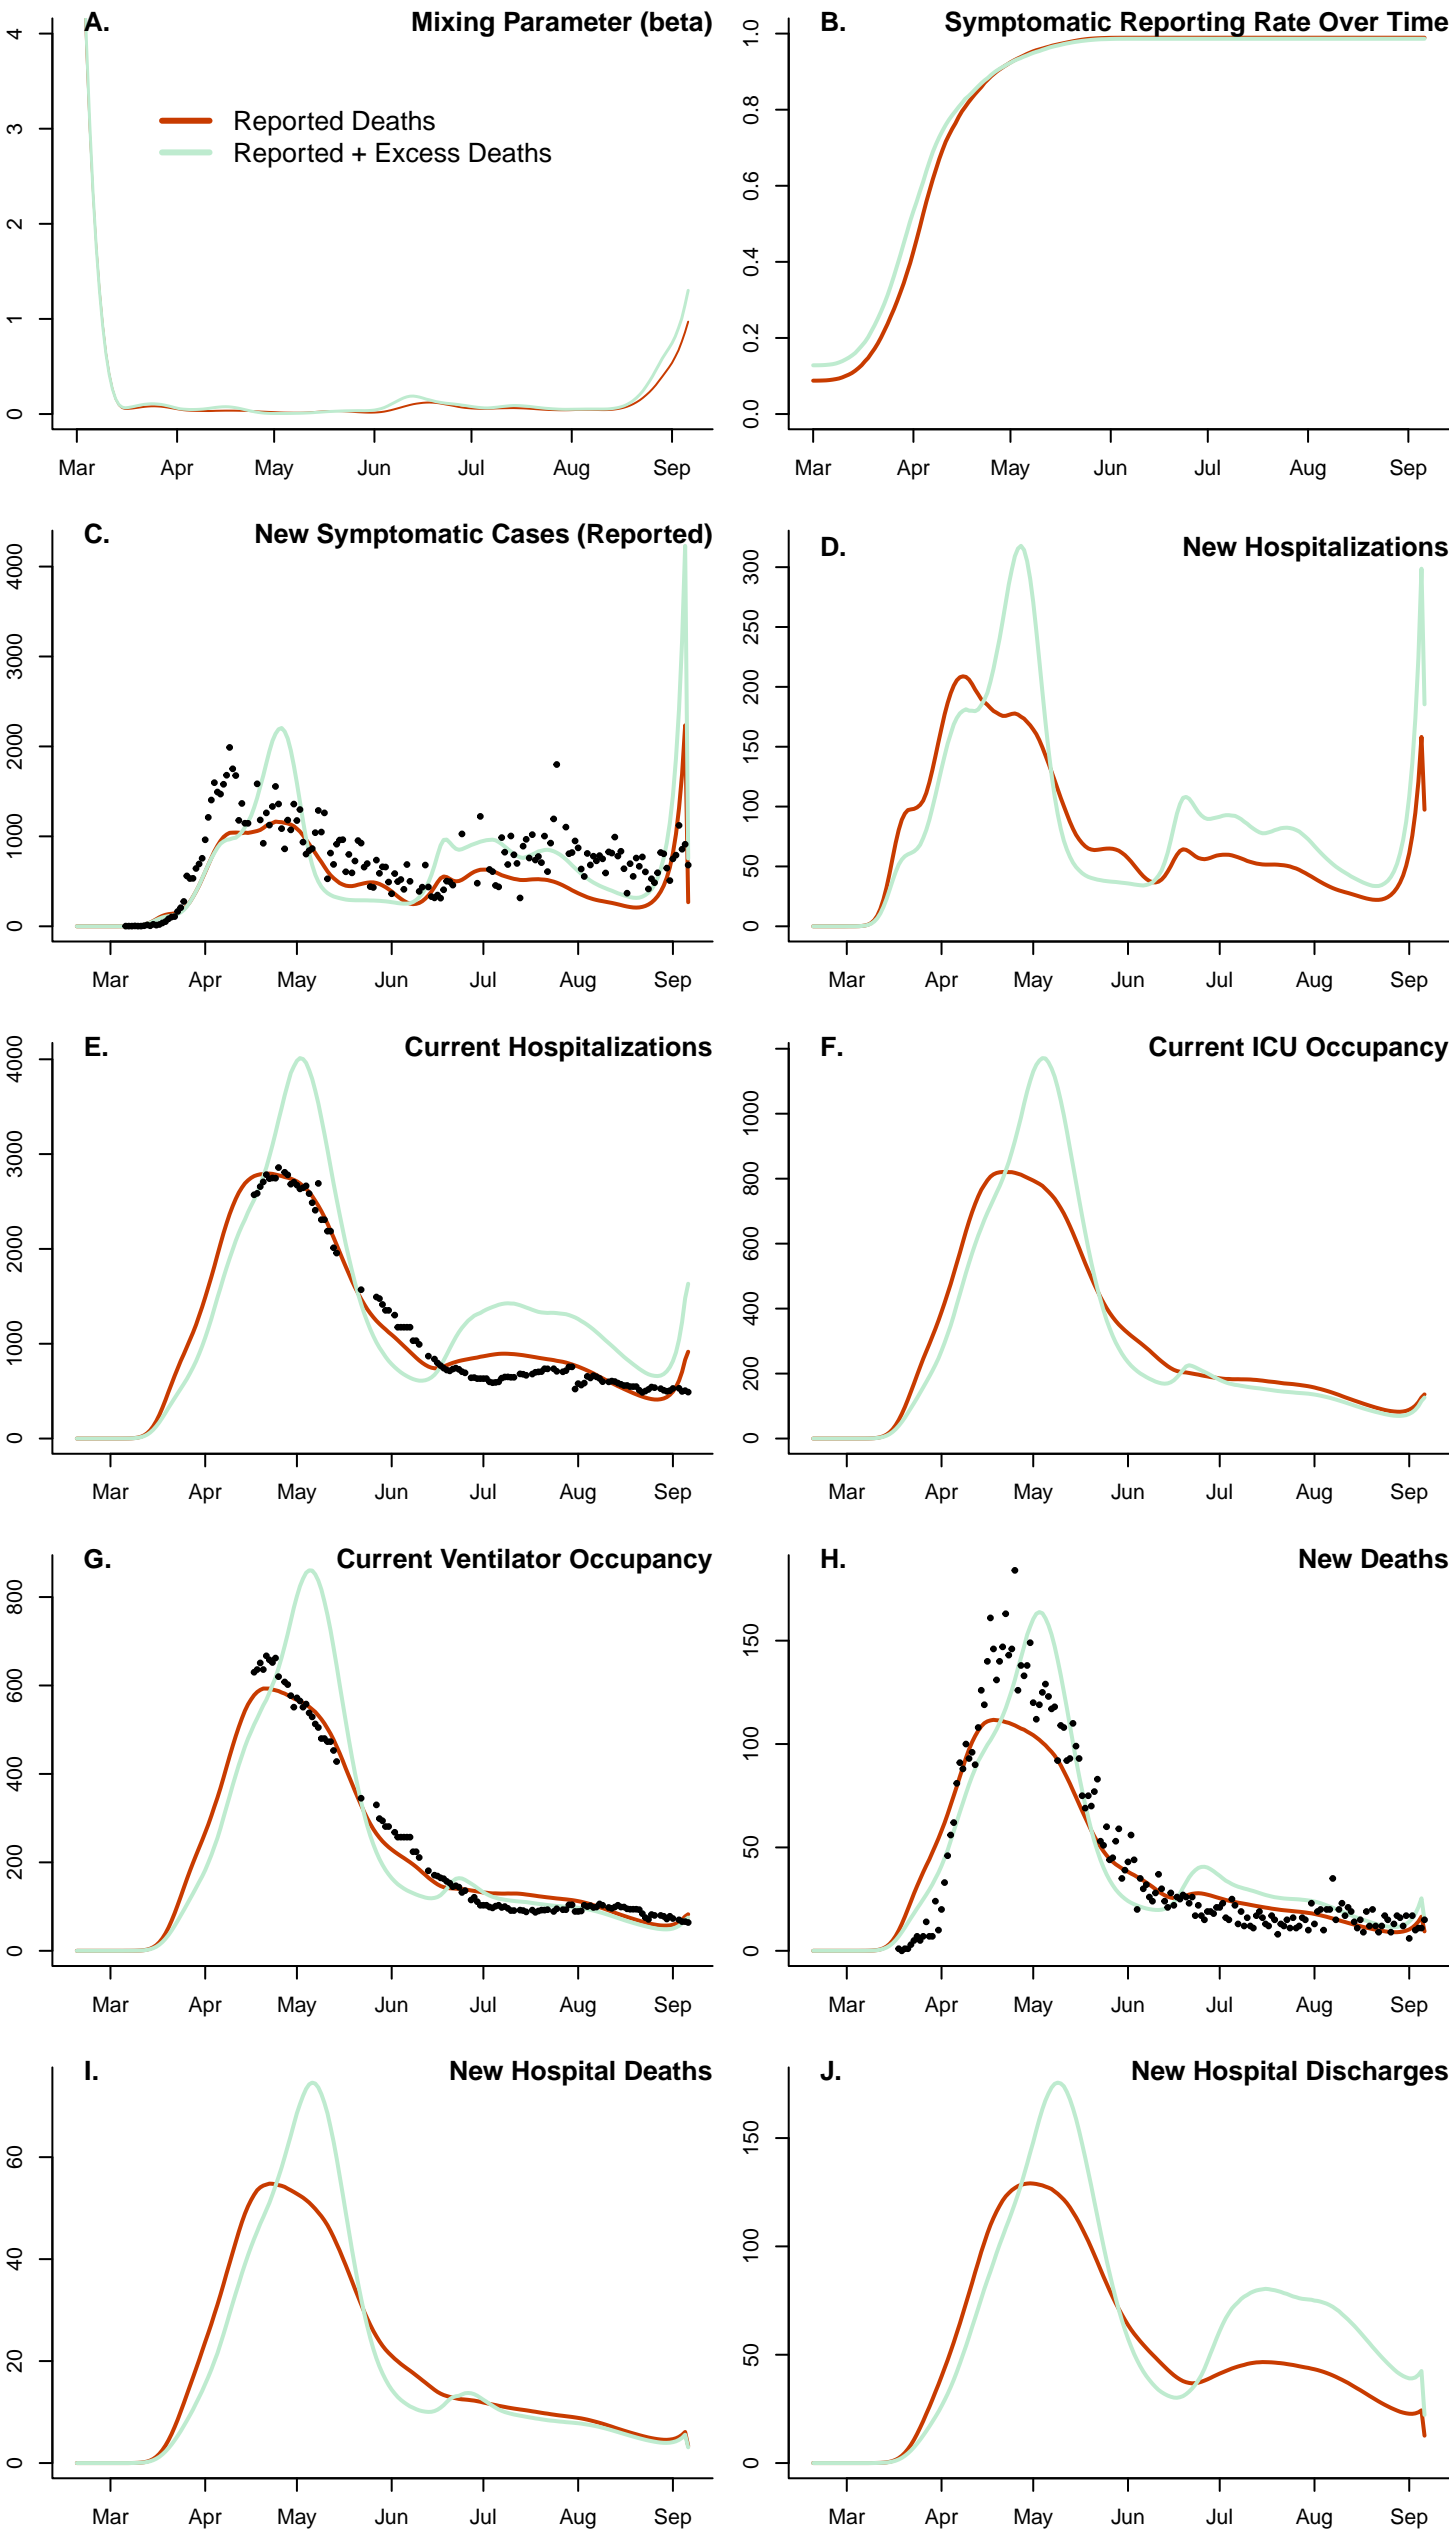 A. Mixing Parameter (beta)
4
3
2
1
0
Reported Deaths
Reported + Excess Deaths
Mar Apr May Jun Jul Aug Sep
B. Symptomatic Reporting Rate Over Time
1.0
0.8
0.6
0.4
0.2
0.0
Mar Apr May Jun Jul Aug Sep
C. New Symptomatic Cases (Reported)
4000
3000
2000
1000
0
Mar Apr May Jun Jul Aug Sep
D. New Hospitalizations
300
250
200
150
100
50
0
Mar Apr May Jun Jul Aug Sep
E. Current Hospitalizations
4000
3000
2000
1000
0
Mar Apr May Jun Jul Aug Sep
F. Current ICU Occupancy
1000
800
600
400
200
0
Mar Apr May Jun Jul Aug Sep
G. Current Ventilator Occupancy
800
600
400
200
0
Mar Apr May Jun Jul Aug Sep
H. New Deaths
150
100
50
0
Mar Apr May Jun Jul Aug Sep
I. New Hospital Deaths
60
40
20
0
Mar Apr May Jun Jul Aug Sep
J. New Hospital Discharges
150
100
50
0
Mar Apr May Jun Jul Aug Sep